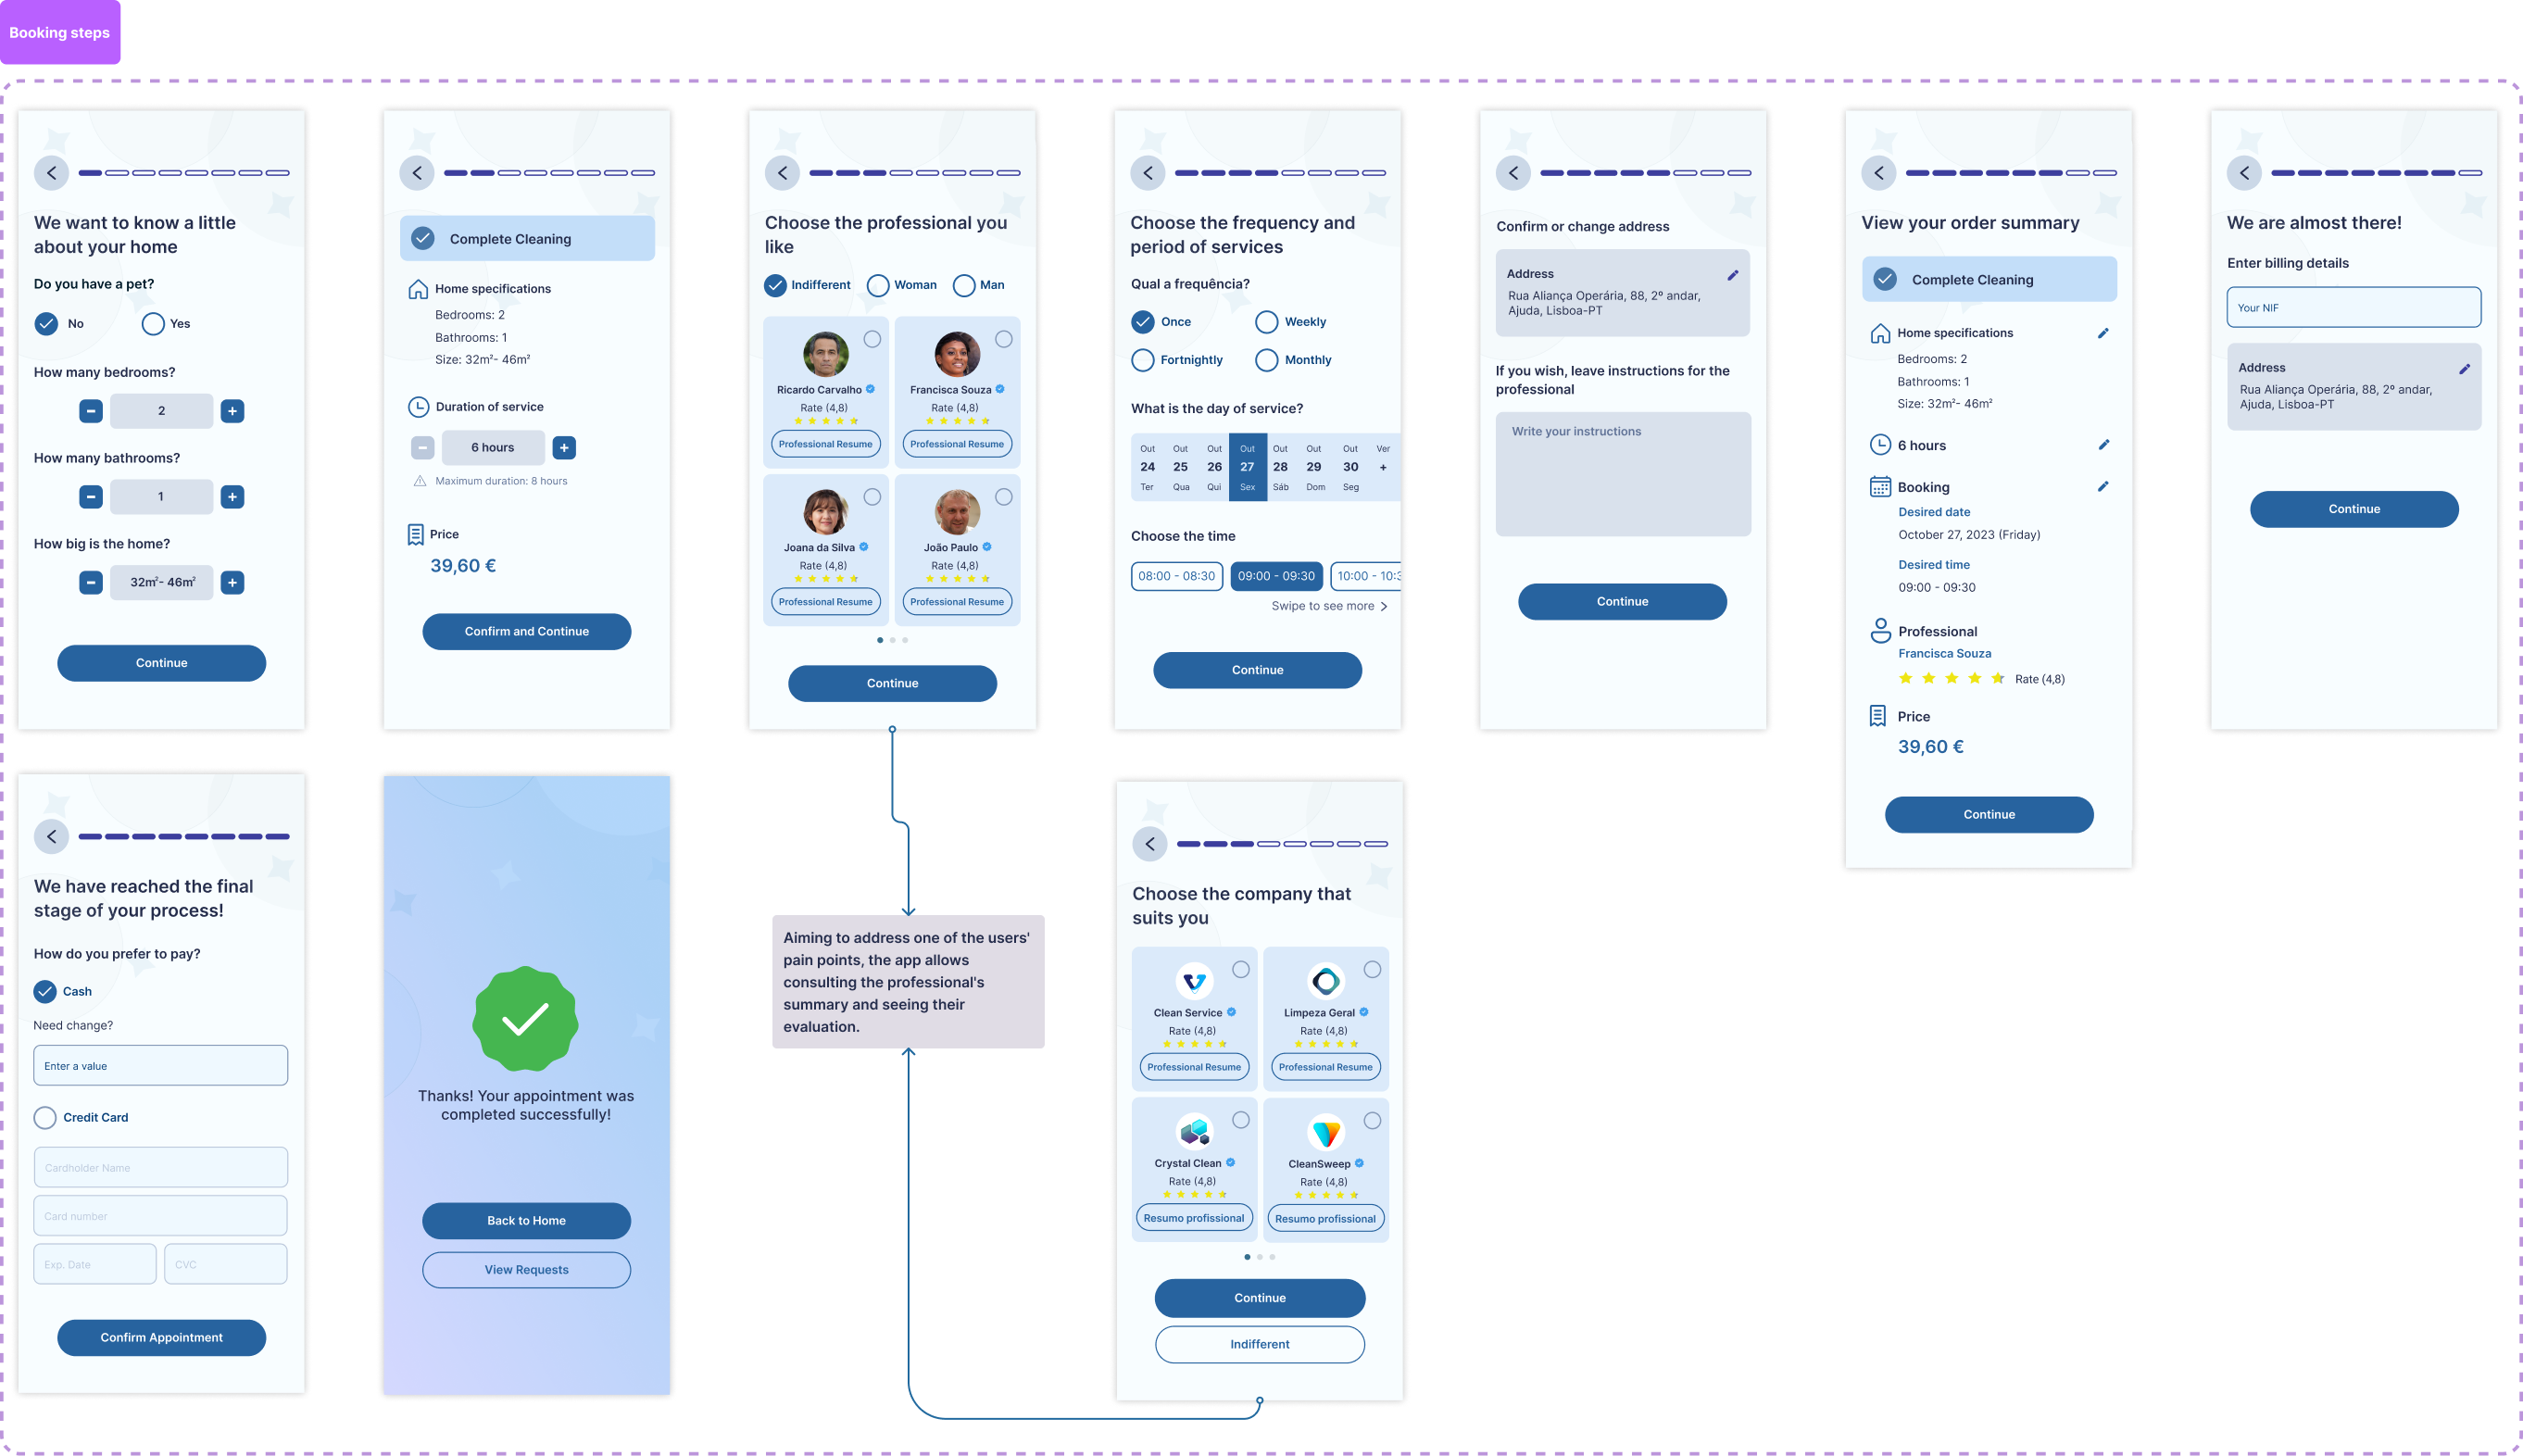 Booking steps
We want to know a little
about your home
Do you have a pet?
No
Yes
How many bedrooms?
2
How many bathrooms?
1
How big is the home?
32m²- 46m²
Continue
Complete Cleaning
Home specifications
Bedrooms: 2
Bathrooms: 1
Size: 32m²- 46m²
Duration of service
6 hours
Maximum duration: 8 hours
Price
39,60 €
Confirm and Continue
Choose the professional you
like
Indifferent
Woman
Man
Ricardo Carvalho
Rate (4,8)
Professional Resume
Francisca Souza
Rate (4,8)
Professional Resume
Joana da Silva
Rate (4,8)
Professional Resume
João Paulo
Rate (4,8)
Professional Resume
Continue
Choose the frequency and
period of services
Qual a frequência?
Once
Weekly
Fortnightly
Monthly
What is the day of service?
Out Out Out Out Out Out Out Ver
24 25 26 27 28 29 30 +
Ter Qua Qui Sex Sáb Dom Seg
Choose the time
08:00 - 08:30
09:00 - 09:30
10:00 - 10:3
Swipe to see more
Continue
Confirm or change address
Address
Rua Aliança Operária, 88, 2º andar,
Ajuda, Lisboa-PT
If you wish, leave instructions for the
professional
Write your instructions
Continue
View your order summary
Complete Cleaning
Home specifications
Bedrooms: 2
Bathrooms: 1
Size: 32m²- 46m²
6 hours
Booking
Desired date
October 27, 2023 (Friday)
Desired time
09:00 - 09:30
Professional
Francisca Souza
Rate (4,8)
Price
39,60 €
Continue
We are almost there!
Enter billing details
Your NIF
Address
Rua Aliança Operária, 88, 2º andar,
Ajuda, Lisboa-PT
Continue
We have reached the final
stage of your process!
How do you prefer to pay?
Cash
Need change?
Enter a value
Credit Card
Cardholder Name
Card number
Exp. Date
CVC
Confirm Appointment
Thanks! Your appointment was
completed successfully!
Back to Home
View Requests
Aiming to address one of the users'
pain points, the app allows
consulting the professional's
summary and seeing their
evaluation.
Choose the company that
suits you
Clean Service
Rate (4,8)
Professional Resume
Limpeza Geral
Rate (4,8)
Professional Resume
Crystal Clean
Rate (4,8)
Resumo profissional
CleanSweep
Rate (4,8)
Resumo profissional
Continue
Indifferent